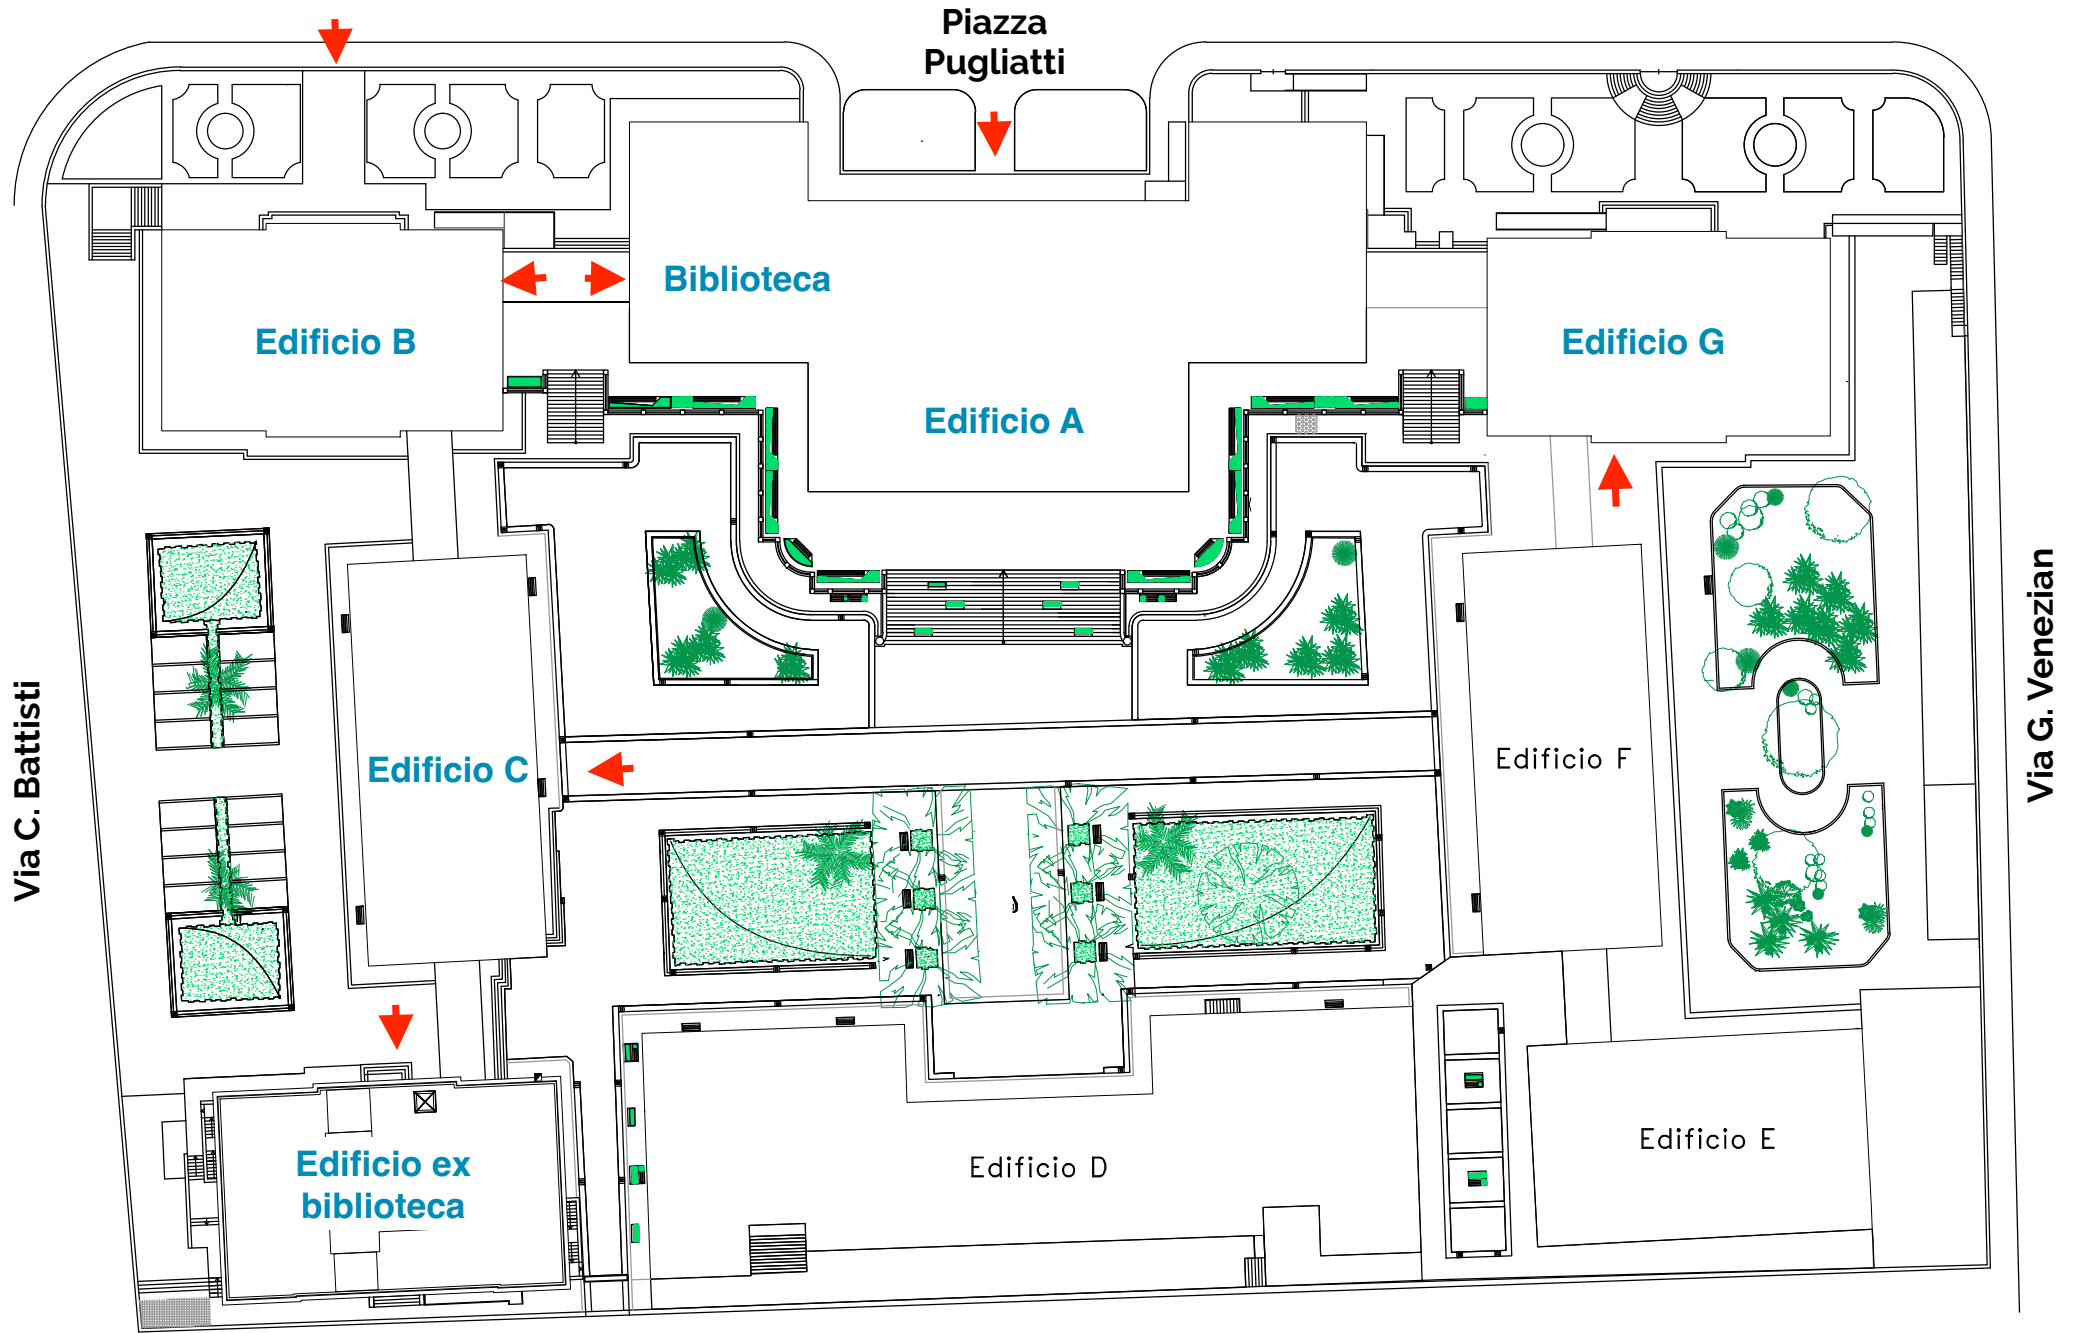 Piazza
Pugliatti
Biblioteca
Edificio B
Edificio G
Edificio A
Edificio C
Edificio F
Via C. Battisti
Via G. Venezian
Edificio E
Edificio ex
biblioteca
Edificio D